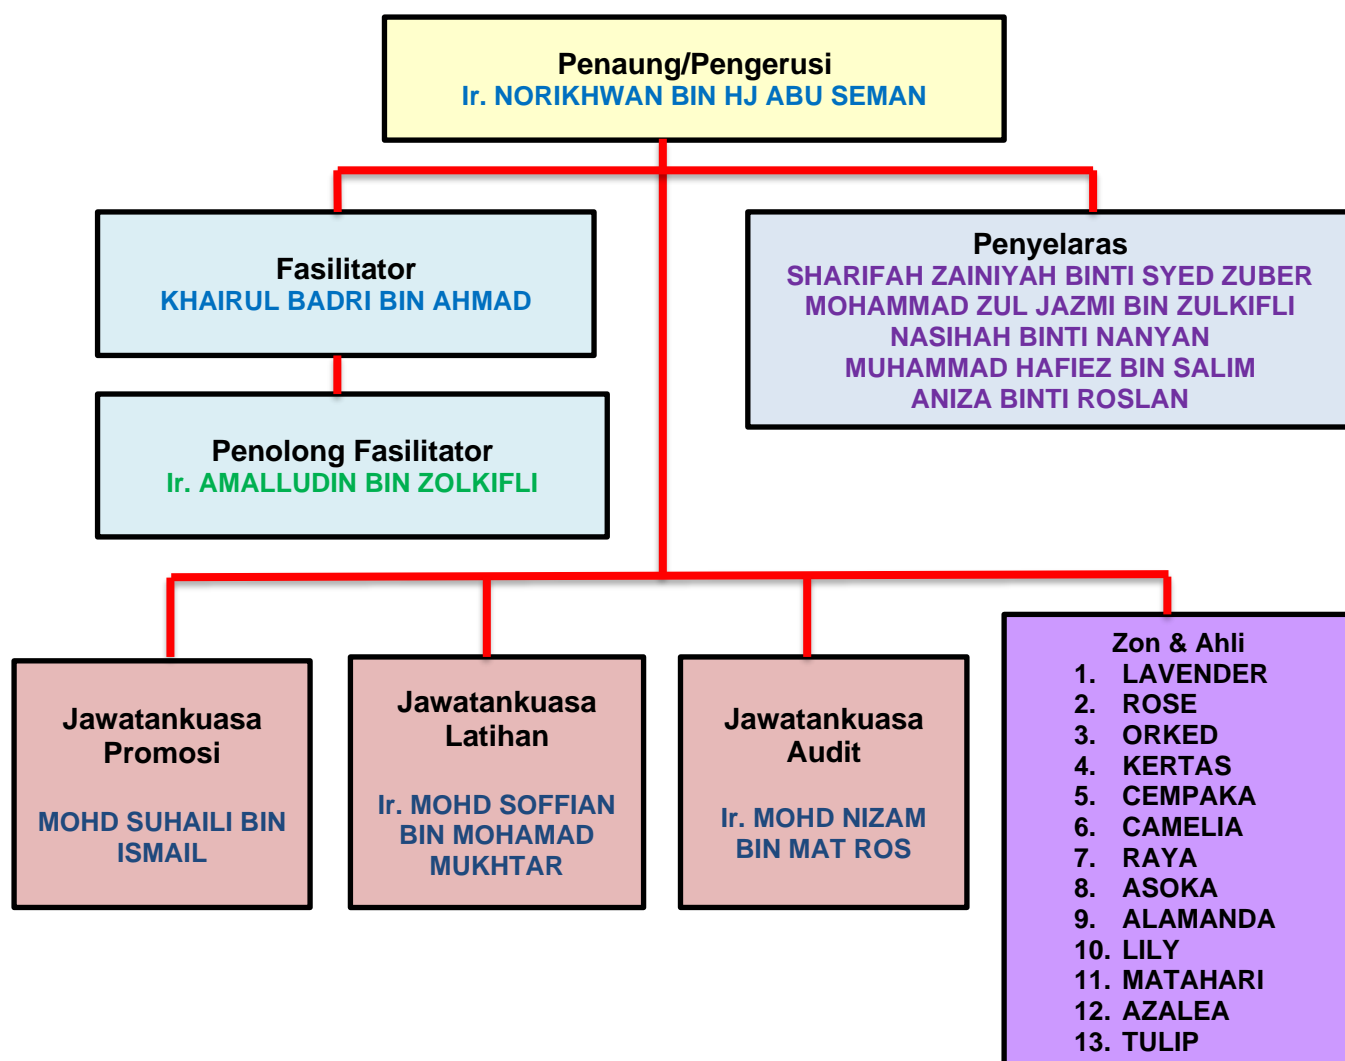 Penaung/Pengerusi
Ir. NORIKHWAN BIN HJ ABU SEMAN
Fasilitator
KHAIRUL BADRI BIN AHMAD
Penyelaras
SHARIFAH ZAINIYAH BINTI SYED ZUBER
MOHAMMAD ZUL JAZMI BIN ZULKIFLI
NASIHAH BINTI NANYAN
MUHAMMAD HAFIEZ BIN SALIM
ANIZA BINTI ROSLAN
Penolong Fasilitator
Ir. AMALLUDIN BIN ZOLKIFLI
Jawatankuasa
Promosi
MOHD SUHAILI BIN
ISMAIL
Jawatankuasa
Latihan
Ir. MOHD SOFFIAN
BIN MOHAMAD
MUKHTAR
Jawatankuasa
Audit
Ir. MOHD NIZAM
BIN MAT ROS
Zon & Ahli
1. LAVENDER
2. ROSE
3. ORKED
4. KERTAS
5. CEMPAKA
6. CAMELIA
7. RAYA
8. ASOKA
9. ALAMANDA
10. LILY
11. MATAHARI
12. AZALEA
13. TULIP